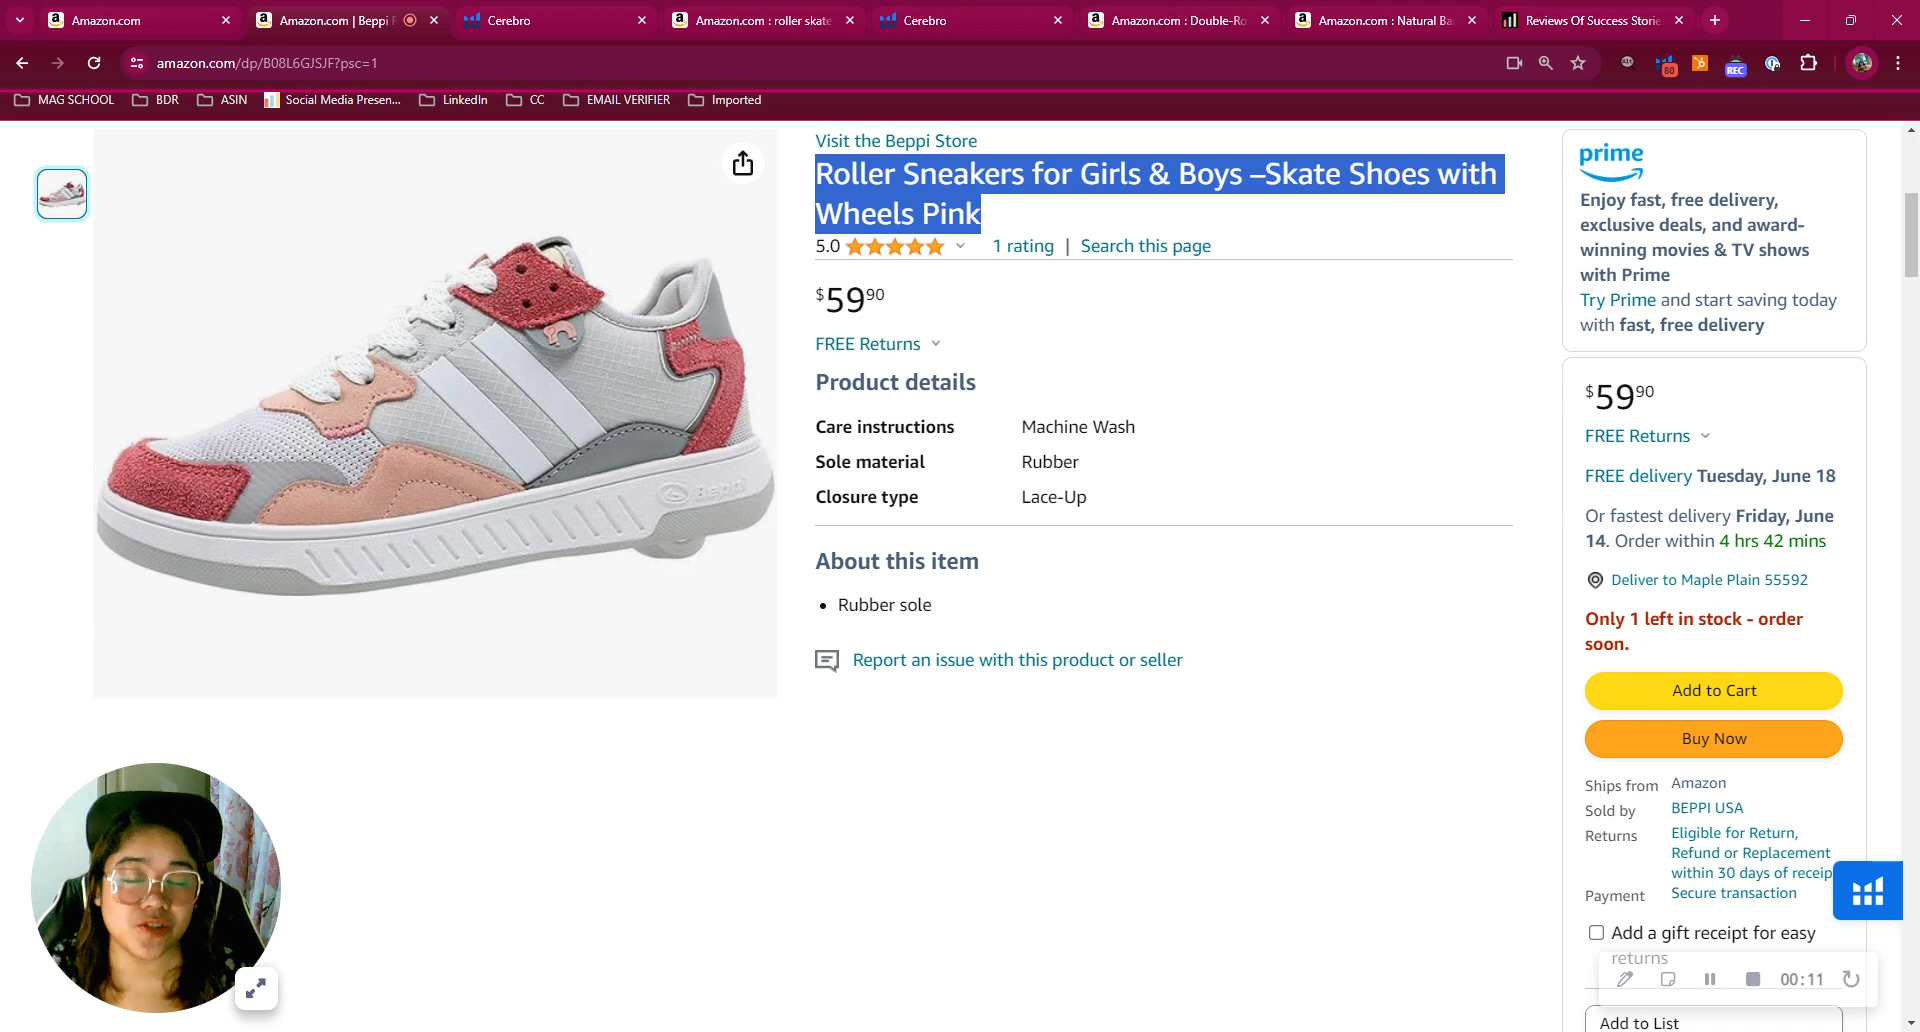 Amazon.com
Amazon.com | Beppi R
Cerebro
Amazon.com : roller skate
Cerebro
Amazon.com : Double-Ro
Amazon.com : Natural Ba
Reviews Of Success Storie
amazon.com/dp/B08L6GJSJF?psc=1
80
REC
MAG SCHOOL
BDR
ASIN
Social Media Presen...
LinkedIn
CC
EMAIL VERIFIER
Imported
Visit the Beppi Store
Roller Sneakers for Girls & Boys –Skate Shoes with
Wheels Pink
5.0
1 rating | Search this page
$59 90
FREE Returns
Product details
Care instructions Machine Wash
Sole material Rubber
Closure type Lace-Up
About this item
• Rubber sole
Report an issue with this product or seller
Beppi
prime
Enjoy fast, free delivery,
exclusive deals, and award-
winning movies & TV shows
with Prime
Try Prime and start saving today
with fast, free delivery
$59 90
FREE Returns
FREE delivery Tuesday, June 18
Or fastest delivery Friday, June
14. Order within 4 hrs 42 mins
Deliver to Maple Plain 55592
Only 1 left in stock - order
soon.
Add to Cart
Buy Now
Ships from Amazon
Sold by BEPPI USA
Returns Eligible for Return,
Refund or Replacement
within 30 days of receip
Payment Secure transaction
Add a gift receipt for easy
returns
00:11
Add to List